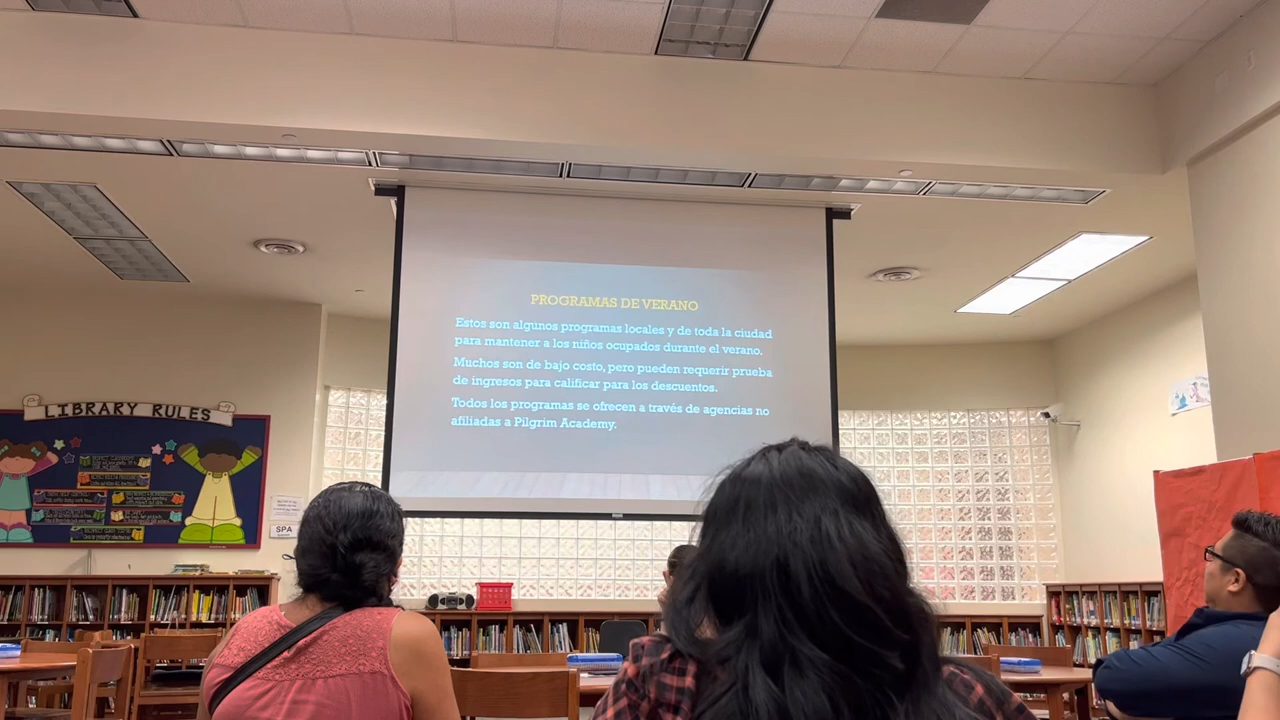 PROGRAMAS DE VERANO
Estos son algunos programas locales y de toda la ciudad
para mantener a los niños ocupados durante el verano.
Muchos son de bajo costo, pero pueden requerir prueba
de ingresos para calificar para los descuentos.
Todos los programas se ofrecen a través de agencias no
afiliadas a Pilgrim Academy.
LIBRARY RULES
SPA